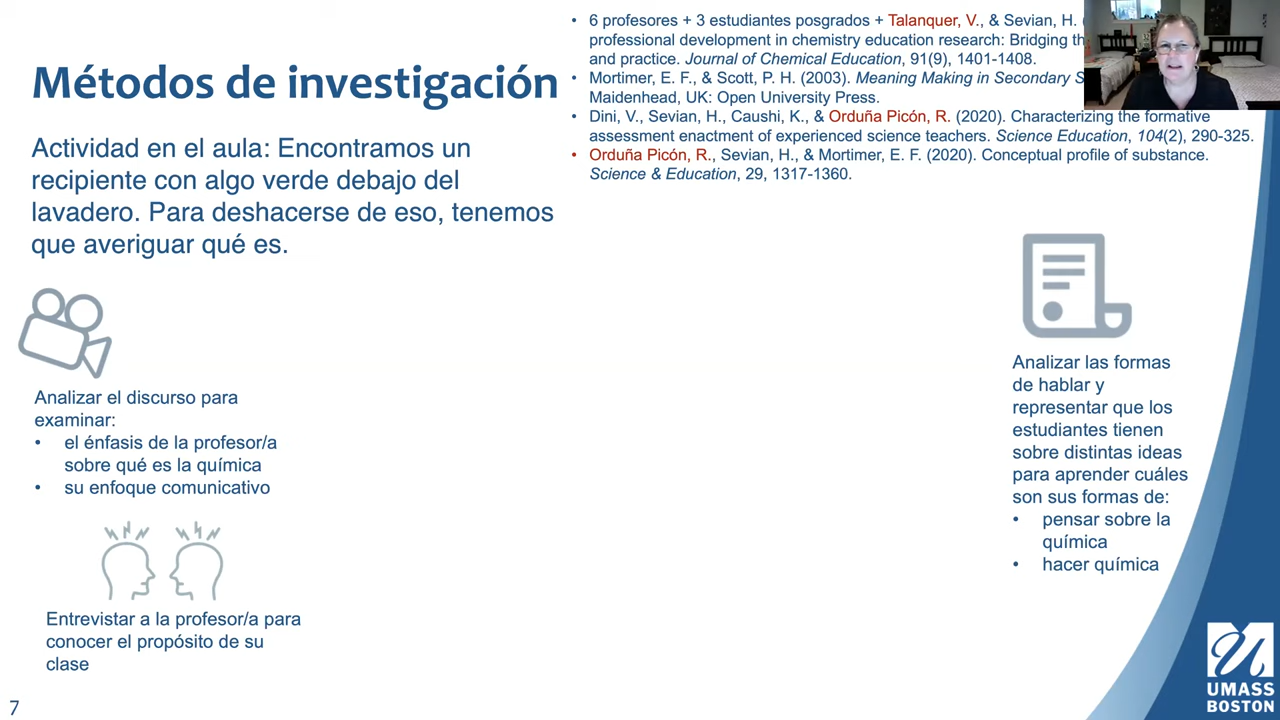 Métodos de investigación
Actividad en el aula: Encontramos un
recipiente con algo verde debajo del
lavadero. Para deshacerse de eso, tenemos
que averiguar qué es.
• 6 profesores + 3 estudiantes posgrados + Talanquer, V., & Sevian, H.
professional development in chemistry education research: Bridging
and practice. Journal of Chemical Education, 91(9), 1401-1408.
• Mortimer, E. F., & Scott, P. H. (2003). Meaning Making in Secondary
Maidenhead, UK: Open University Press.
• Dini, V., Sevian, H., Caushi, K., & Orduña Picón, R. (2020). Characterizing the formative
assessment enactment of experienced science teachers. Science Education, 104(2), 290-325.
• Orduña Picón, R., Sevian, H., & Mortimer, E. F. (2020). Conceptual profile of substance.
Science & Education, 29, 1317-1360.
Analizar el discurso para
examinar:
• el énfasis de la profesor/a
sobre qué es la química
• su enfoque comunicativo
Entrevistar a la profesor/a para
conocer el propósito de su
clase
Analizar las formas
de hablar y
representar que los
estudiantes tienen
sobre distintas ideas
para aprender cuáles
son sus formas de:
• pensar sobre la
química
• hacer química
UMASS
BOSTON
7